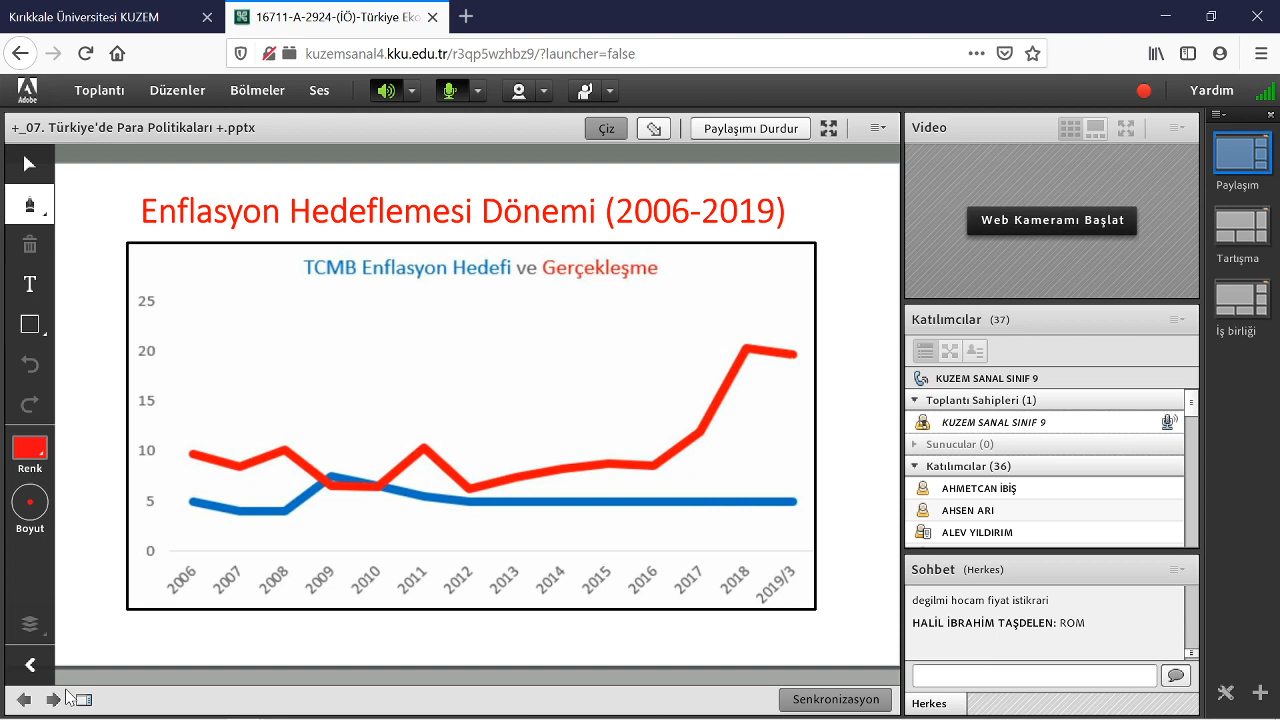 Kırıkkale Üniversitesi KUZEM
16711-A-2924-(İÖ)-Türkiye Eko
kuzemsanal4.kku.edu.tr/r3qp5wzhbz9/?launcher=false
Adobe
Toplantı
Düzenler
Bölmeler
Ses
Yardım
+_07. Türkiye'de Para Politikaları +.pptx
Çiz
Paylaşımı Durdur
Enflasyon Hedeflemesi Dönemi (2006-2019)
TCMB Enflasyon Hedefi ve Gerçekleşme
25
20
15
10
5
0
2006
2007
2008
2009
2010
2011
2012
2013
2014
2015
2016
2017
2018
2019/3
T
Renk
Boyut
Senkronizasyon
Video
Web Kameramı Başlat
Katılımcılar (37)
KUZEM SANAL SINIF 9
Toplantı Sahipleri (1)
KUZEM SANAL SINIF 9
Sunucular (0)
Katılımcılar (36)
AHMETCAN İBİŞ
AHSEN ARI
ALEV YILDIRIM
Sohbet (Herkes)
degilmi hocam fiyat istikrari
HALİL İBRAHİM TAŞDELEN: ROM
Herkes
Paylaşım
Tartışma
İş birliği